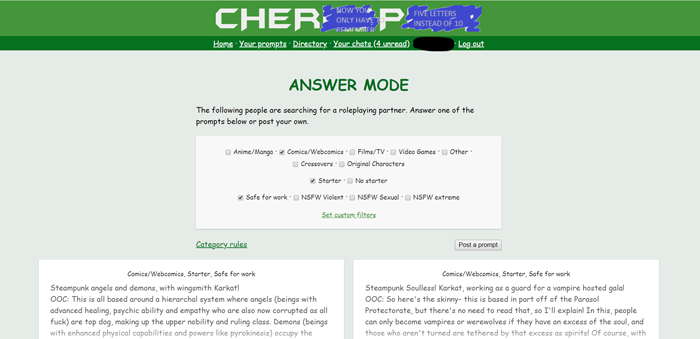 CHER P
NOW YOU
ONLY HAVE TO
REMEMBER
FIVE LETTERS
INSTEAD OF 10
Home · Your prompts · Directory · Your chats (4 unread) · Log out
ANSWER MODE
The following people are searching for a roleplaying partner. Answer one of the
prompts below or post your own.
Anime/Manga · Comics/Webcomics · Films/TV · Video Games · Other ·
Crossovers · Original Characters
Starter · No starter
Safe for work · NSFW Violent · NSFW Sexual · NSFW extreme
Set custom filters
Category rules
Post a prompt
Comics/Webcomics, Starter, Safe for work
Steampunk angels and demons, with wingsmith Karkat!
OOC: This is all based around a hierarchal system where angels (beings with
advanced healing, psychic ability and empathy who are also now corrupted as all
fuck) are top dog, making up the upper nobility and ruling class. Demons (beings
with enhanced physical capabilities and powers like pyrokinesis) occupy the
Comics/Webcomics, Starter, Safe for work
Steampunk Soulless! Karkat, working as a guard for a vampire hosted gala!
OOC: So here's the skinny- this is based in part off of the Parasol
Protectorate, but there's no need to read that, so I'll explain! In this, people
can only become vampires or werewolves if they have an excess of the soul, and
those who aren't turned are tethered by that excess as spirits! Of course, with